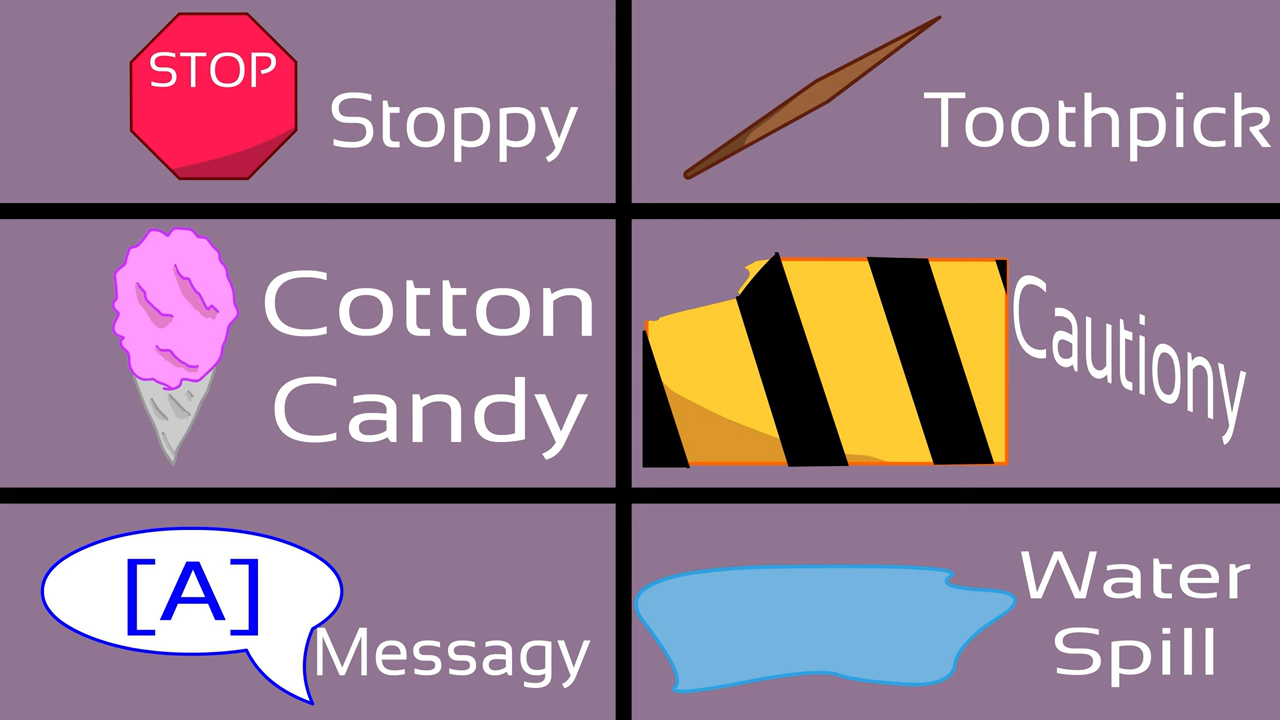 STOP
Stoppy
Toothpick
Cotton
Candy
Cautiony
[A]
Messagy
Water
Spill